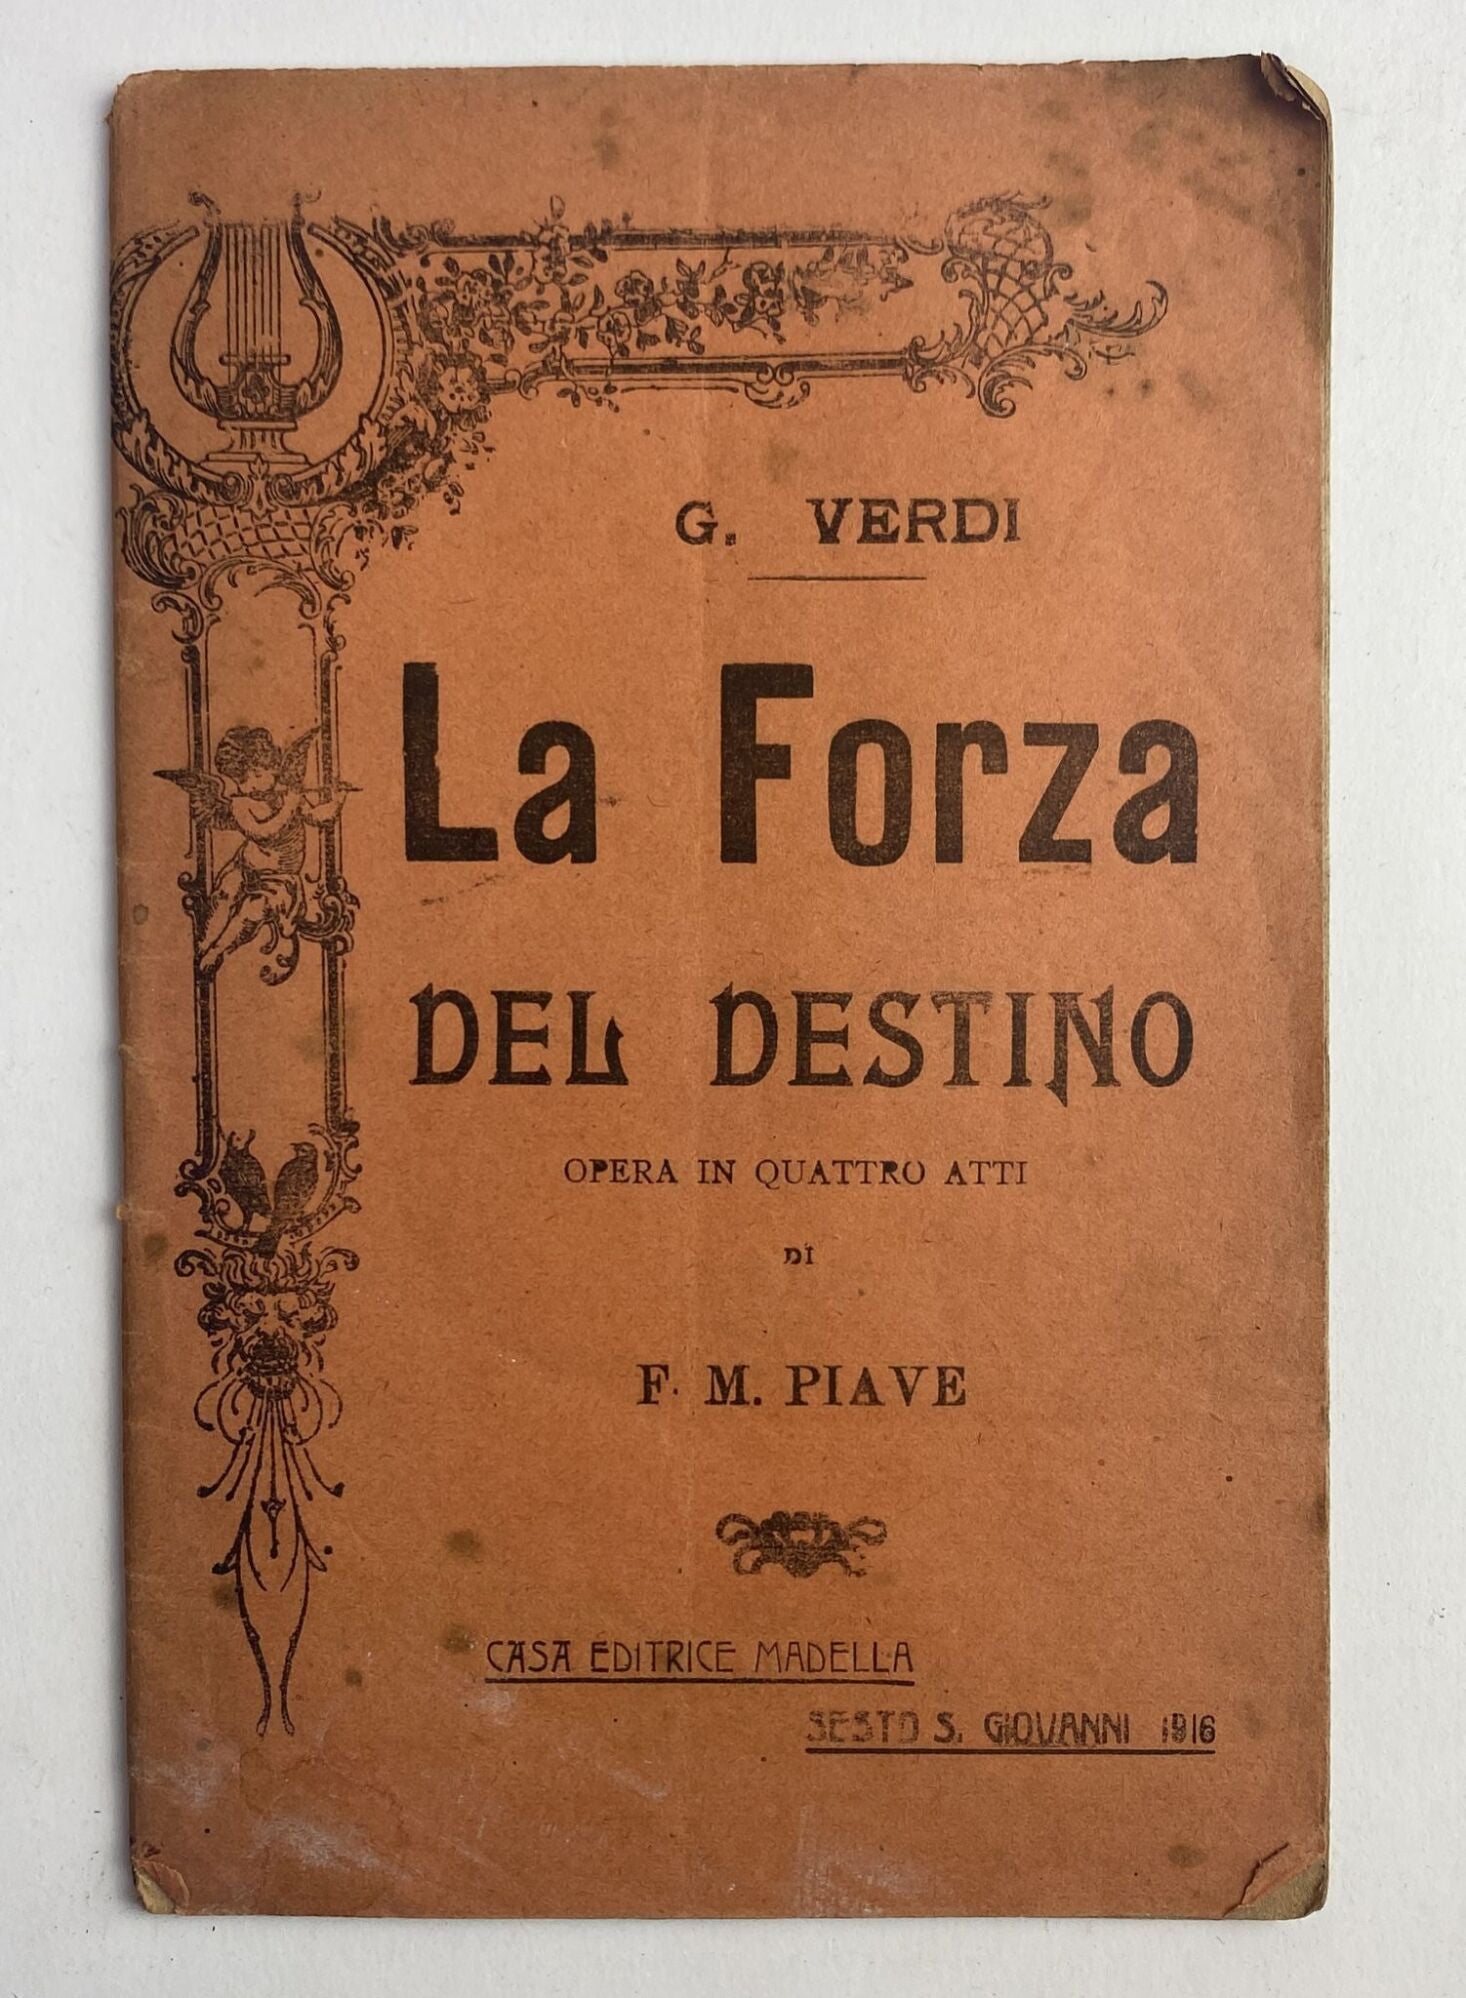 G. VERDI
La Forza
DEL DESTINO
OPERA IN QUATTRO ATTI
DI
F. M. PIAVE
CASA EDITRICE MADELLA
SESTO S. GIOVANNI 1916